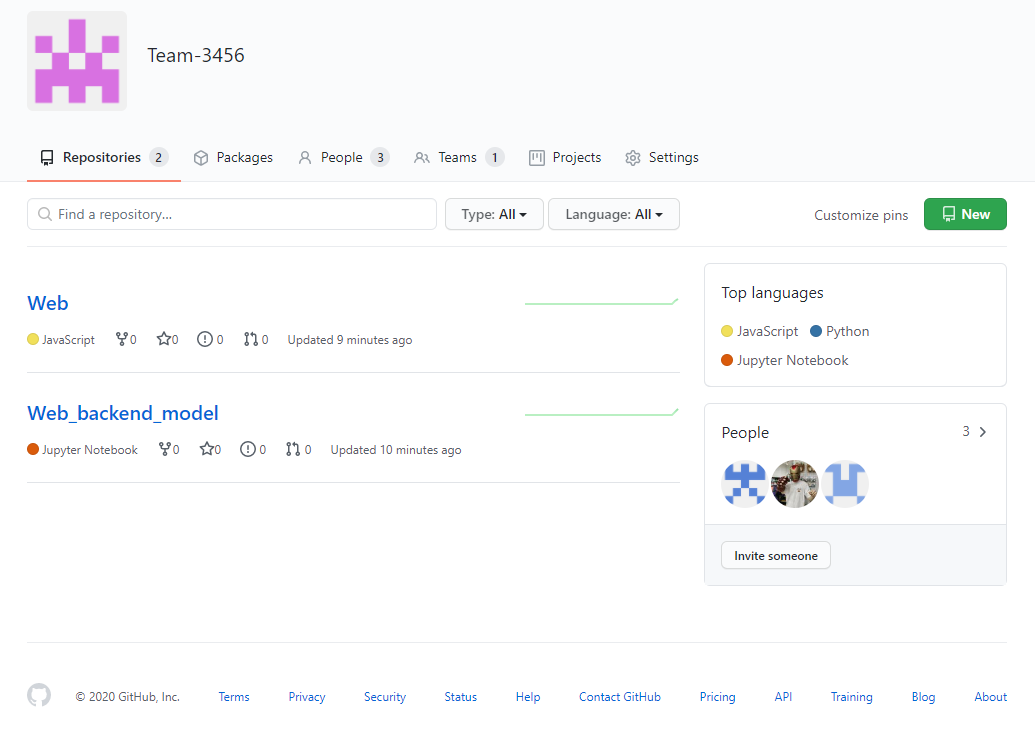 Team-3456
Repositories 2 Packages People 3 Teams 1 Projects Settings
Find a repository... Type: All Language: All Customize pins New
Web
JavaScript 0 0 0 0 Updated 9 minutes ago
Web_backend_model
Jupyter Notebook 0 0 0 0 Updated 10 minutes ago
Top languages
JavaScript Python
Jupyter Notebook
People 3
Invite someone
© 2020 GitHub, Inc. Terms Privacy Security Status Help Contact GitHub Pricing API Training Blog About